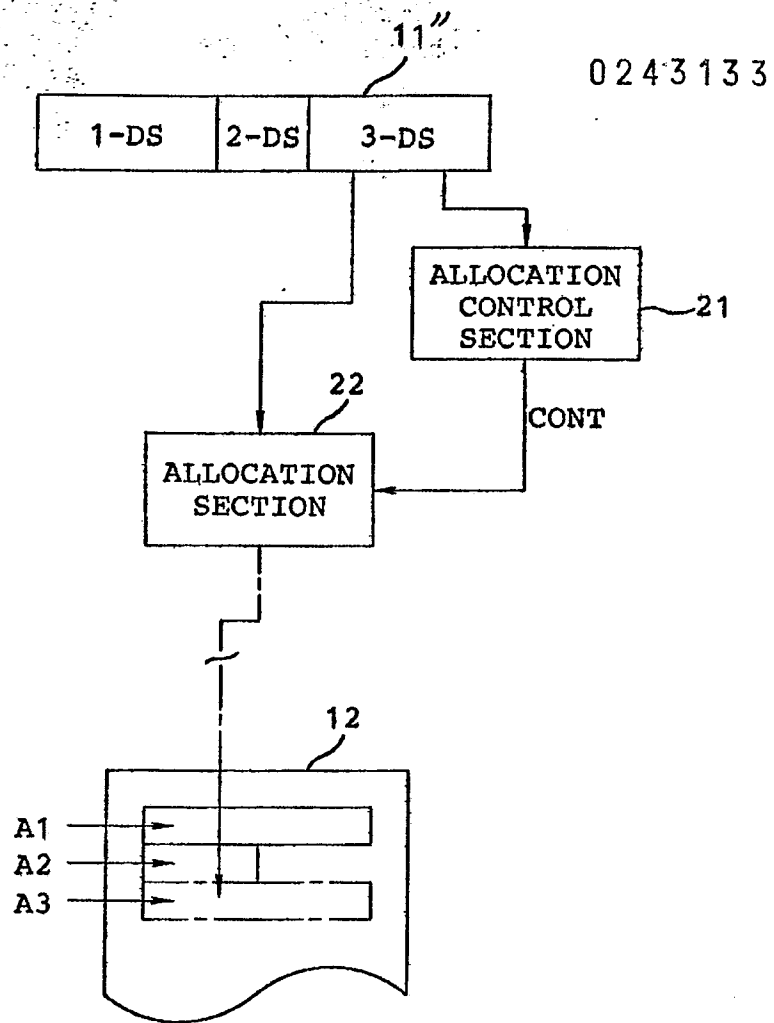 11"
0243133
1-DS 2-DS 3-DS
ALLOCATION
CONTROL
SECTION
21
22
CONT
ALLOCATION
SECTION
12
A1
A2
A3